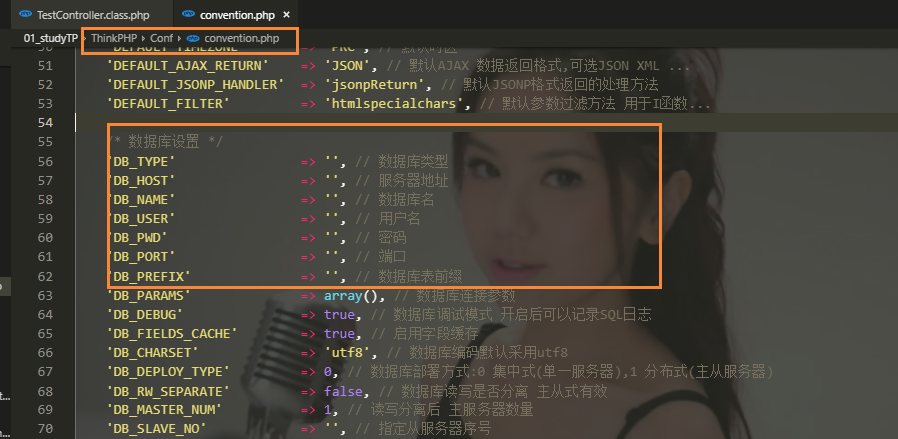 TestController.class.php convention.php ×
01_studyTP > ThinkPHP > Conf > convention.php
50 'DEFAULT_TIMEZONE' => 'PRC', // 默认时区
51 'DEFAULT_AJAX_RETURN' => 'JSON', // 默认AJAX 数据返回格式,可选JSON XML ...
52 'DEFAULT_JSONP_HANDLER' => 'jsonpReturn', // 默认JSONP格式返回的处理方法
53 'DEFAULT_FILTER' => 'htmlspecialchars', // 默认参数过滤方法 用于I函数...
54
55 /* 数据库设置 */
56 'DB_TYPE' => '', // 数据库类型
57 'DB_HOST' => '', // 服务器地址
58 'DB_NAME' => '', // 数据库名
59 'DB_USER' => '', // 用户名
60 'DB_PWD' => '', // 密码
61 'DB_PORT' => '', // 端口
62 'DB_PREFIX' => '', // 数据库表前缀
63 'DB_PARAMS' => array(), // 数据库连接参数
64 'DB_DEBUG' => true, // 数据库调试模式 开启后可以记录SQL日志
65 'DB_FIELDS_CACHE' => true, // 启用字段缓存
66 'DB_CHARSET' => 'utf8', // 数据库编码默认采用utf8
67 'DB_DEPLOY_TYPE' => 0, // 数据库部署方式:0 集中式(单一服务器),1 分布式(主从服务器)
68 'DB_RW_SEPARATE' => false, // 数据库读写是否分离 主从式有效
69 'DB_MASTER_NUM' => 1, // 读写分离后 主服务器数量
70 'DB_SLAVE_NO' => '', // 指定从服务器序号